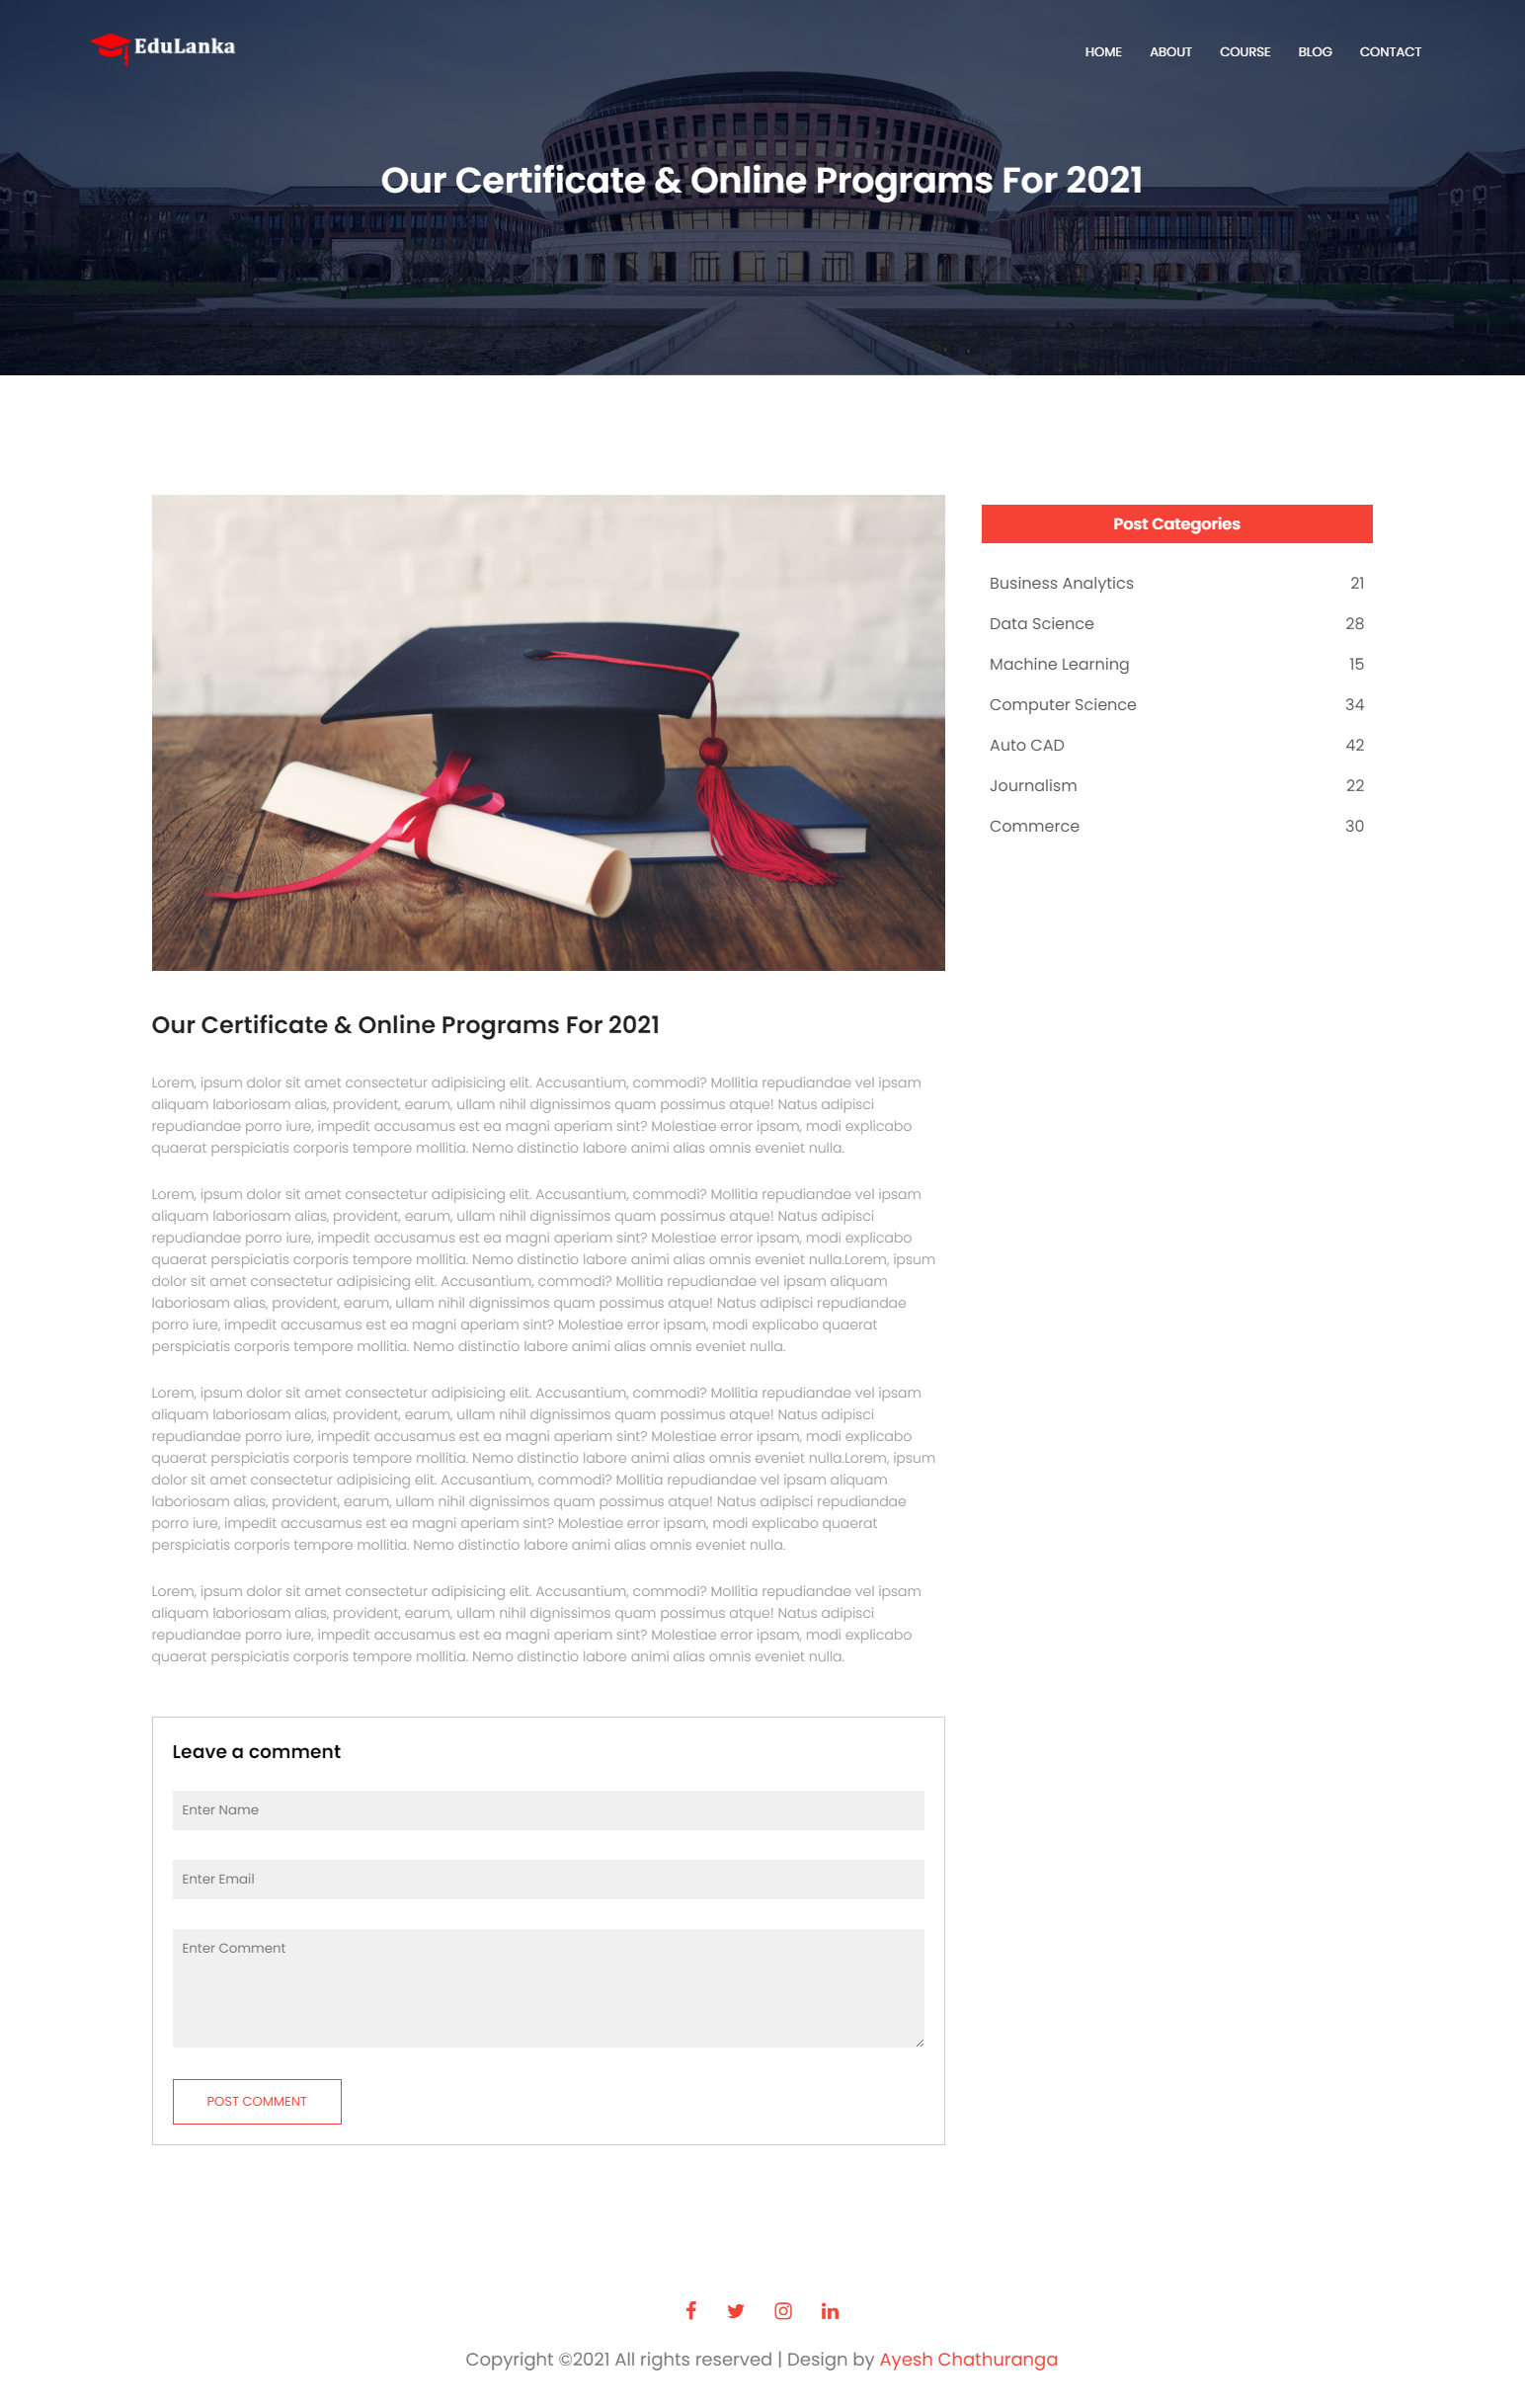 EduLanka
HOME ABOUT COURSE BLOG CONTACT
Our Certificate & Online Programs For 2021
Post Categories
Business Analytics 21
Data Science 28
Machine Learning 15
Computer Science 34
Auto CAD 42
Journalism 22
Commerce 30
Our Certificate & Online Programs For 2021
Lorem, ipsum dolor sit amet consectetur adipisicing elit. Accusantium, commodi? Mollitia repudiandae vel ipsam
aliquam laboriosam alias, provident, earum, ullam nihil dignissimos quam possimus atque! Natus adipisci
repudiandae porro iure, impedit accusamus est ea magni aperiam sint? Molestiae error ipsam, modi explicabo
quaerat perspiciatis corporis tempore mollitia. Nemo distinctio labore animi alias omnis eveniet nulla.
Lorem, ipsum dolor sit amet consectetur adipisicing elit. Accusantium, commodi? Mollitia repudiandae vel ipsam
aliquam laboriosam alias, provident, earum, ullam nihil dignissimos quam possimus atque! Natus adipisci
repudiandae porro iure, impedit accusamus est ea magni aperiam sint? Molestiae error ipsam, modi explicabo
quaerat perspiciatis corporis tempore mollitia. Nemo distinctio labore animi alias omnis eveniet nulla.Lorem, ipsum
dolor sit amet consectetur adipisicing elit. Accusantium, commodi? Mollitia repudiandae vel ipsam aliquam
laboriosam alias, provident, earum, ullam nihil dignissimos quam possimus atque! Natus adipisci repudiandae
porro iure, impedit accusamus est ea magni aperiam sint? Molestiae error ipsam, modi explicabo quaerat
perspiciatis corporis tempore mollitia. Nemo distinctio labore animi alias omnis eveniet nulla.
Lorem, ipsum dolor sit amet consectetur adipisicing elit. Accusantium, commodi? Mollitia repudiandae vel ipsam
aliquam laboriosam alias, provident, earum, ullam nihil dignissimos quam possimus atque! Natus adipisci
repudiandae porro iure, impedit accusamus est ea magni aperiam sint? Molestiae error ipsam, modi explicabo
quaerat perspiciatis corporis tempore mollitia. Nemo distinctio labore animi alias omnis eveniet nulla.Lorem, ipsum
dolor sit amet consectetur adipisicing elit. Accusantium, commodi? Mollitia repudiandae vel ipsam aliquam
laboriosam alias, provident, earum, ullam nihil dignissimos quam possimus atque! Natus adipisci repudiandae
porro iure, impedit accusamus est ea magni aperiam sint? Molestiae error ipsam, modi explicabo quaerat
perspiciatis corporis tempore mollitia. Nemo distinctio labore animi alias omnis eveniet nulla.
Lorem, ipsum dolor sit amet consectetur adipisicing elit. Accusantium, commodi? Mollitia repudiandae vel ipsam
aliquam laboriosam alias, provident, earum, ullam nihil dignissimos quam possimus atque! Natus adipisci
repudiandae porro iure, impedit accusamus est ea magni aperiam sint? Molestiae error ipsam, modi explicabo
quaerat perspiciatis corporis tempore mollitia. Nemo distinctio labore animi alias omnis eveniet nulla.
Leave a comment
Enter Name
Enter Email
Enter Comment
POST COMMENT
Copyright ©2021 All rights reserved | Design by Ayesh Chathuranga